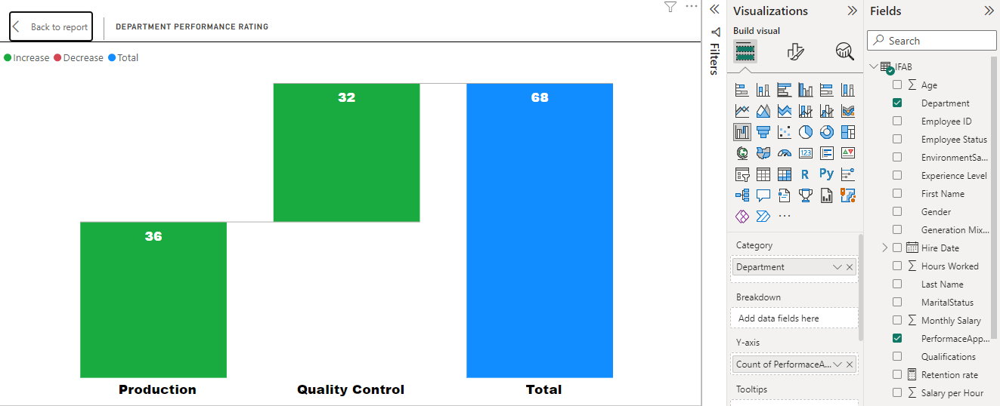 Back to report
DEPARTMENT PERFORMANCE RATING
Increase Decrease Total
36
32
68
Production Quality Control Total
Filters
Visualizations
Build visual
R Py
123
Category
Department
Breakdown
Add data fields here
Y-axis
Count of PerformaceA...
Tooltips
Fields
Search
IFAB
Age
Department
Employee ID
Employee Status
EnvironmentSa...
Experience Level
First Name
Gender
Generation Mix...
Hire Date
Hours Worked
Last Name
MaritalStatus
Monthly Salary
PerformaceApp...
Qualifications
Retention rate
Salary per Hour